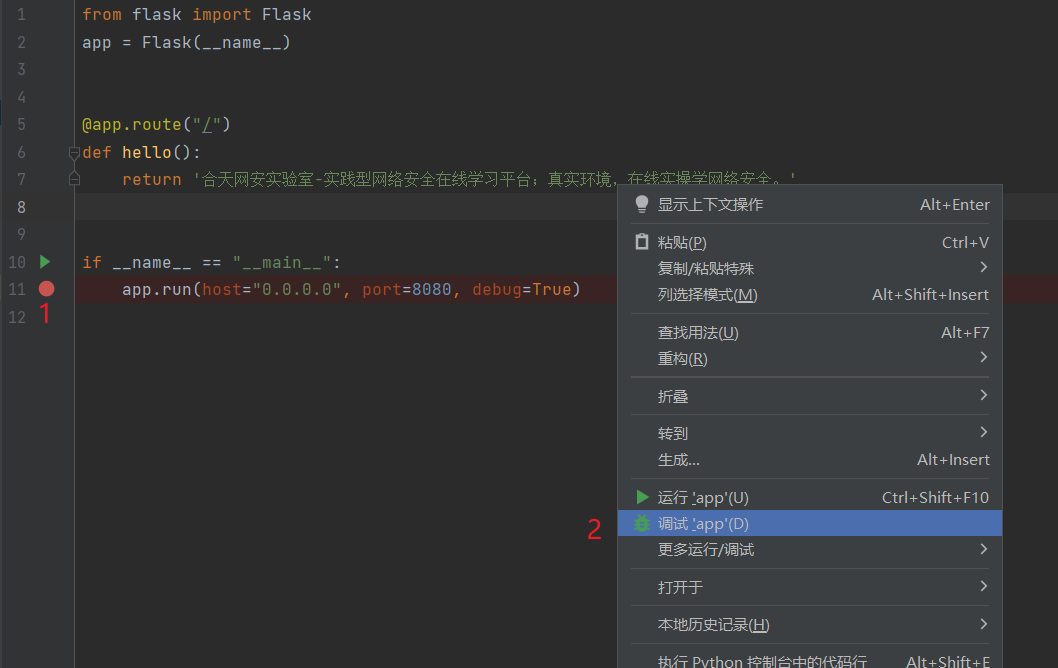 1 from flask import Flask
2 app = Flask(__name__)
3
4
5 @app.route("/")
6 def hello():
7 return '合天网安实验室-实践型网络安全在线学习平台；真实环境，在线实操学网络安全。'
8
9
10 if __name__ == "__main__":
11 app.run(host="0.0.0.0", port=8080, debug=True)
1
12
显示上下文操作 Alt+Enter
粘贴(P) Ctrl+V
复制/粘贴特殊
列选择模式(M) Alt+Shift+Insert
查找用法(U) Alt+F7
重构(R)
折叠
转到
生成... Alt+Insert
运行 'app'(U) Ctrl+Shift+F10
2 调试 'app'(D)
更多运行/调试
打开于
本地历史记录(H)
执行 Python 控制台中的代码行 Alt+Shift+E